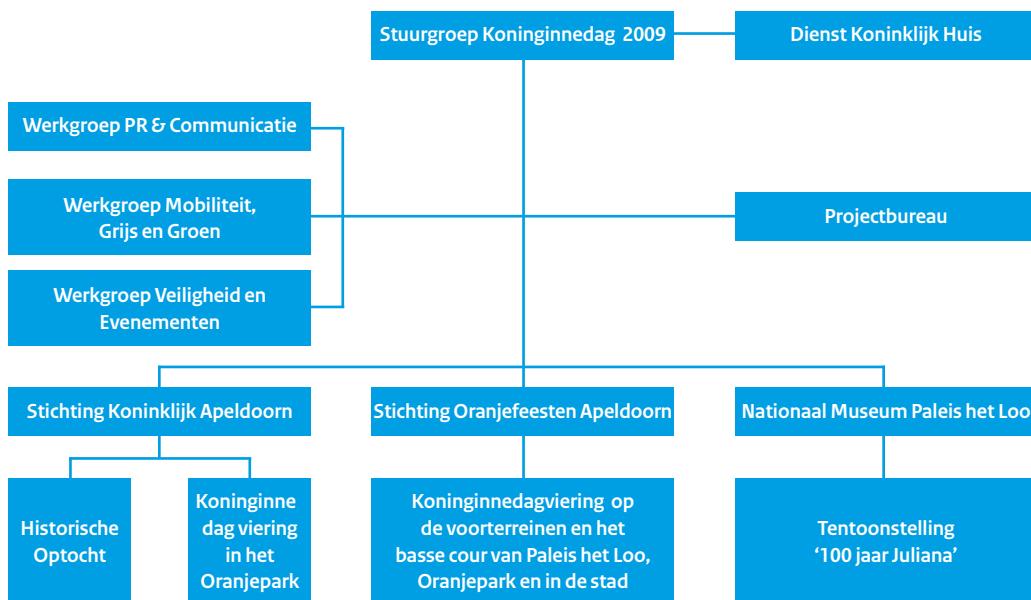 Stuurgroep Koninginnedag 2009
Dienst Koninklijk Huis
Werkgroep PR & Communicatie
Werkgroep Mobiliteit,
Grijs en Groen
Projectbureau
Werkgroep Veiligheid en
Evenementen
Stichting Koninklijk Apeldoorn
Stichting Oranjefeesten Apeldoorn
Nationaal Museum Paleis het Loo
Historische
Optocht
Koninginne
dag viering
in het
Oranjepark
Koninginnedagviering op
de voorterreinen en het
basse cour van Paleis het Loo,
Oranjepark en in de stad
Tentoonstelling
‘100 jaar Juliana’